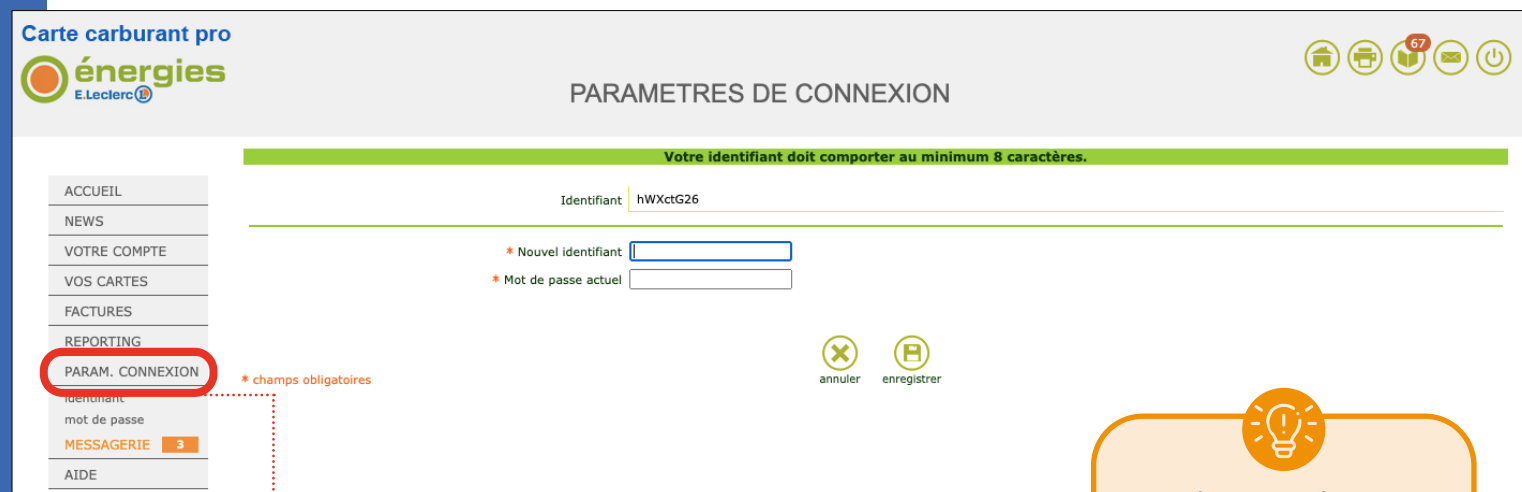 Carte carburant pro
énergies
E.Leclerc L
67
PARAMETRES DE CONNEXION
Votre identifiant doit comporter au minimum 8 caractères.
ACCUEIL
NEWS
VOTRE COMPTE
VOS CARTES
FACTURES
REPORTING
PARAM. CONNEXION
identifiant
mot de passe
MESSAGERIE 3
AIDE
Identifiant hWXctG26
* Nouvel identifiant
* Mot de passe actuel
annuler enregistrer
* champs obligatoires